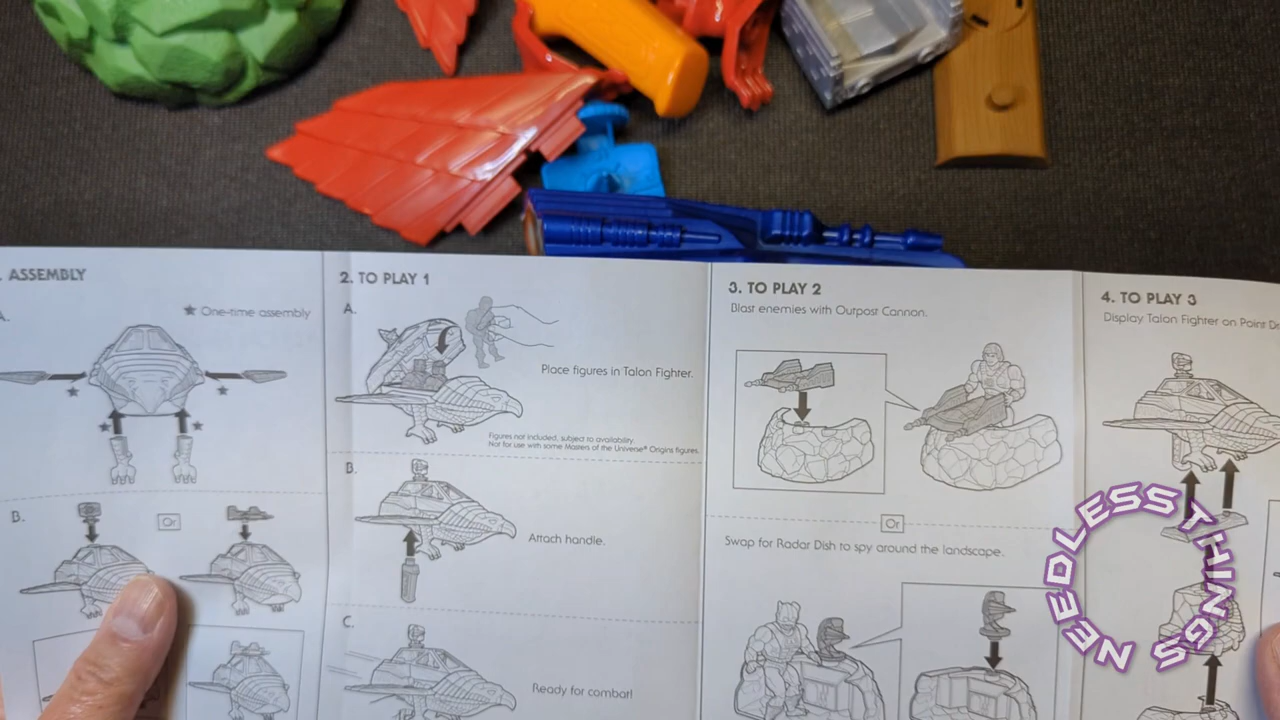 . ASSEMBLY
A.
★ One-time assembly
B.
Or
2. TO PLAY 1
A.
Place figures in Talon Fighter.
Figures not included, subject to availability.
Not for use with some Masters of the Universe® Origins figures.
B.
Attach handle.
C.
Ready for combat!
3. TO PLAY 2
Blast enemies with Outpost Cannon.
Or
Swap for Radar Dish to spy around the landscape.
4. TO PLAY 3
Display Talon Fighter on Point D
NEEDLESS THINGS